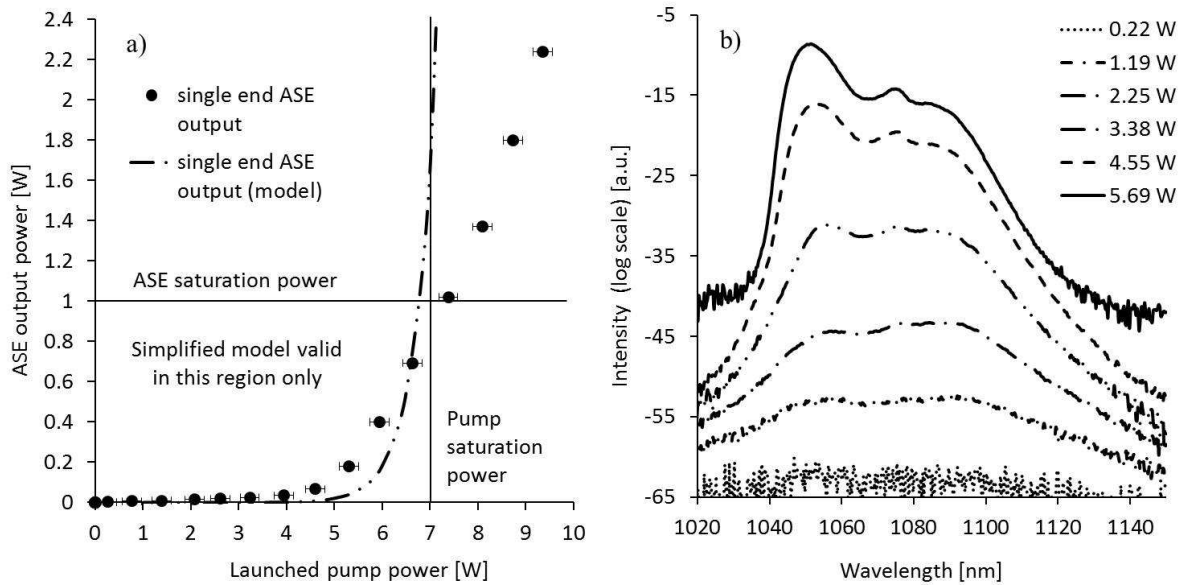 a)
2.4
2.2
2
1.8
1.6
1.4
1.2
1
0.8
0.6
0.4
0.2
0
ASE output power [W]
single end ASE
output
single end ASE
output (model)
ASE saturation power
Simplified model valid
in this region only
Pump
saturation
power
0 1 2 3 4 5 6 7 8 9 10
Launched pump power [W]
b)
-5
-15
-25
-35
-45
-55
-65
Intensity (log scale) [a.u.]
0.22 W
1.19 W
2.25 W
3.38 W
4.55 W
5.69 W
1020 1040 1060 1080 1100 1120 1140
Wavelength [nm]